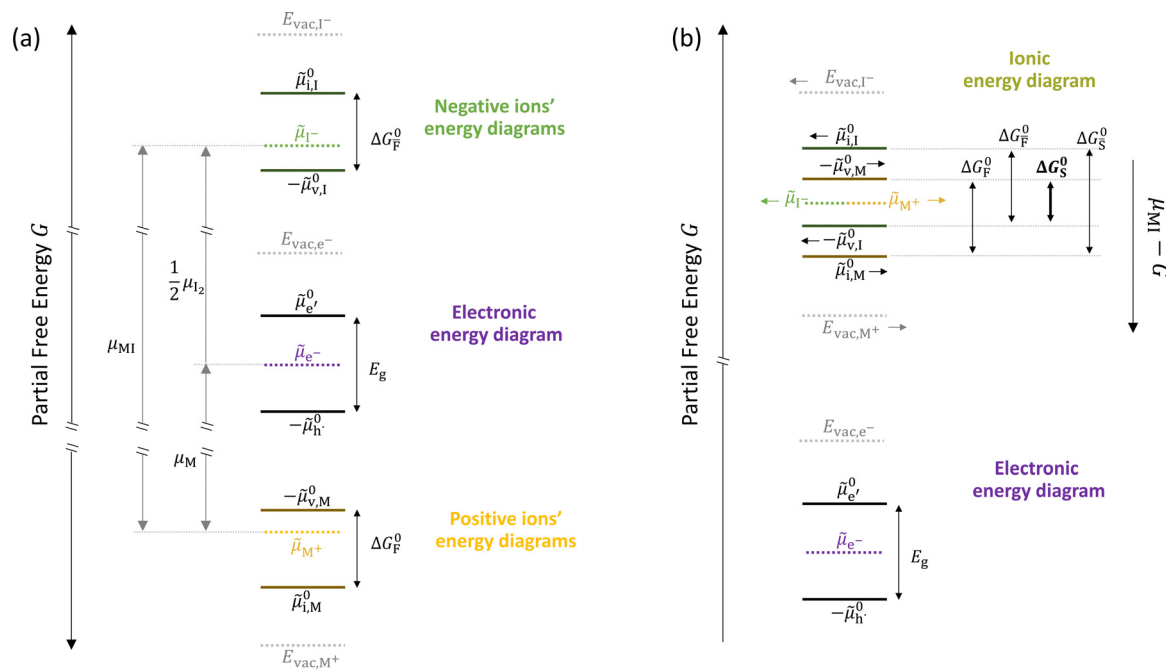 (a)
Partial Free Energy G
E_vac,I⁻
μ̃⁰_i,I
μ̃_I⁻
−μ̃⁰_v,I
ΔG⁰_F̅
Negative ions'
energy diagrams
E_vac,e⁻
1/2 μ_I₂
μ_MI
μ̃⁰_e′
μ̃_e⁻
−μ̃⁰_h·
E_g
Electronic
energy diagram
μ_M
−μ̃⁰_v,M
μ̃_M⁺
μ̃⁰_i,M
ΔG⁰_F
Positive ions'
energy diagrams
E_vac,M⁺
(b)
Partial Free Energy G
Ionic
energy diagram
E_vac,I⁻
μ̃⁰_i,I
−μ̃⁰_v,M
μ̃_I⁻
μ̃_M⁺
−μ̃⁰_v,I
μ̃⁰_i,M
ΔG⁰_F
ΔG⁰_F̅
ΔG⁰_S
ΔG⁰_S̅
μ_MI − G
E_vac,M⁺
E_vac,e⁻
μ̃⁰_e′
μ̃_e⁻
−μ̃⁰_h·
E_g
Electronic
energy diagram